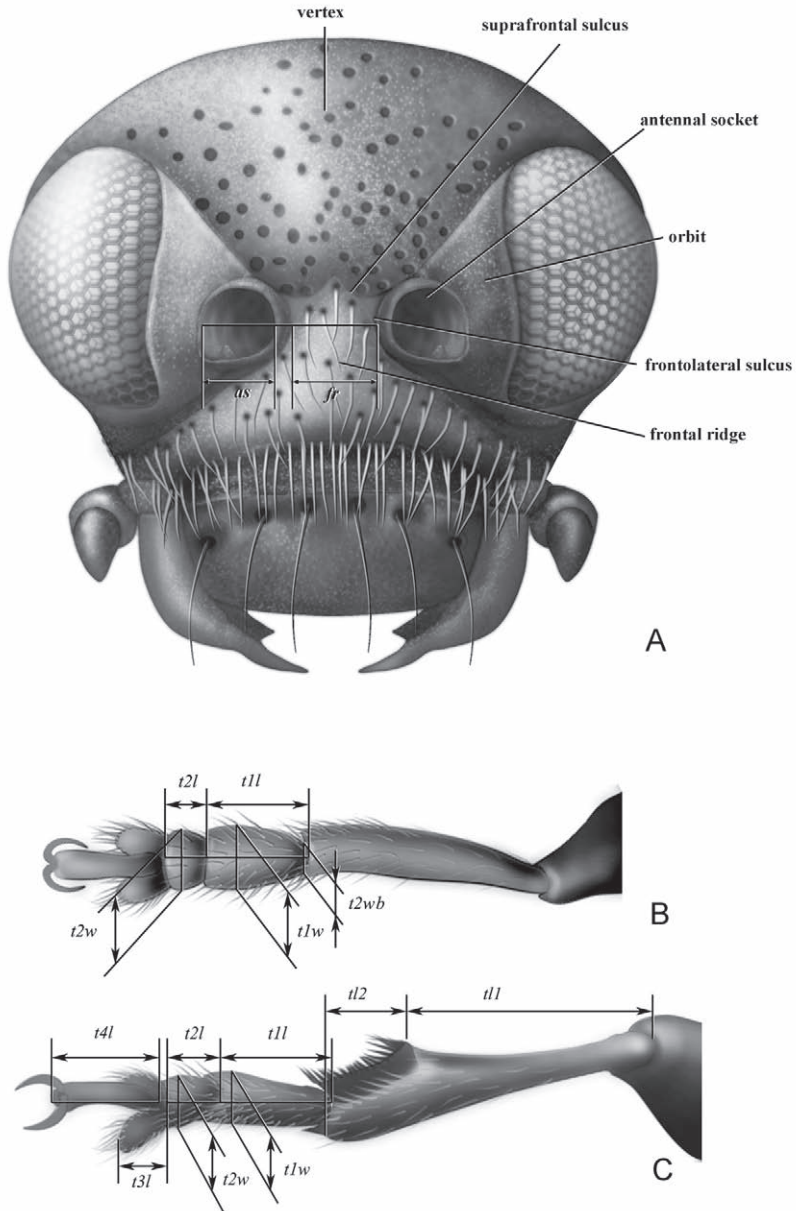 vertex
suprafrontal sulcus
antennal socket
orbit
frontolateral sulcus
as
fr
frontal ridge
A
t2l
t1l
t2w
t1w
t2wb
B
tl2
tl1
t4l
t2l
t1l
t3l
t2w
t1w
C